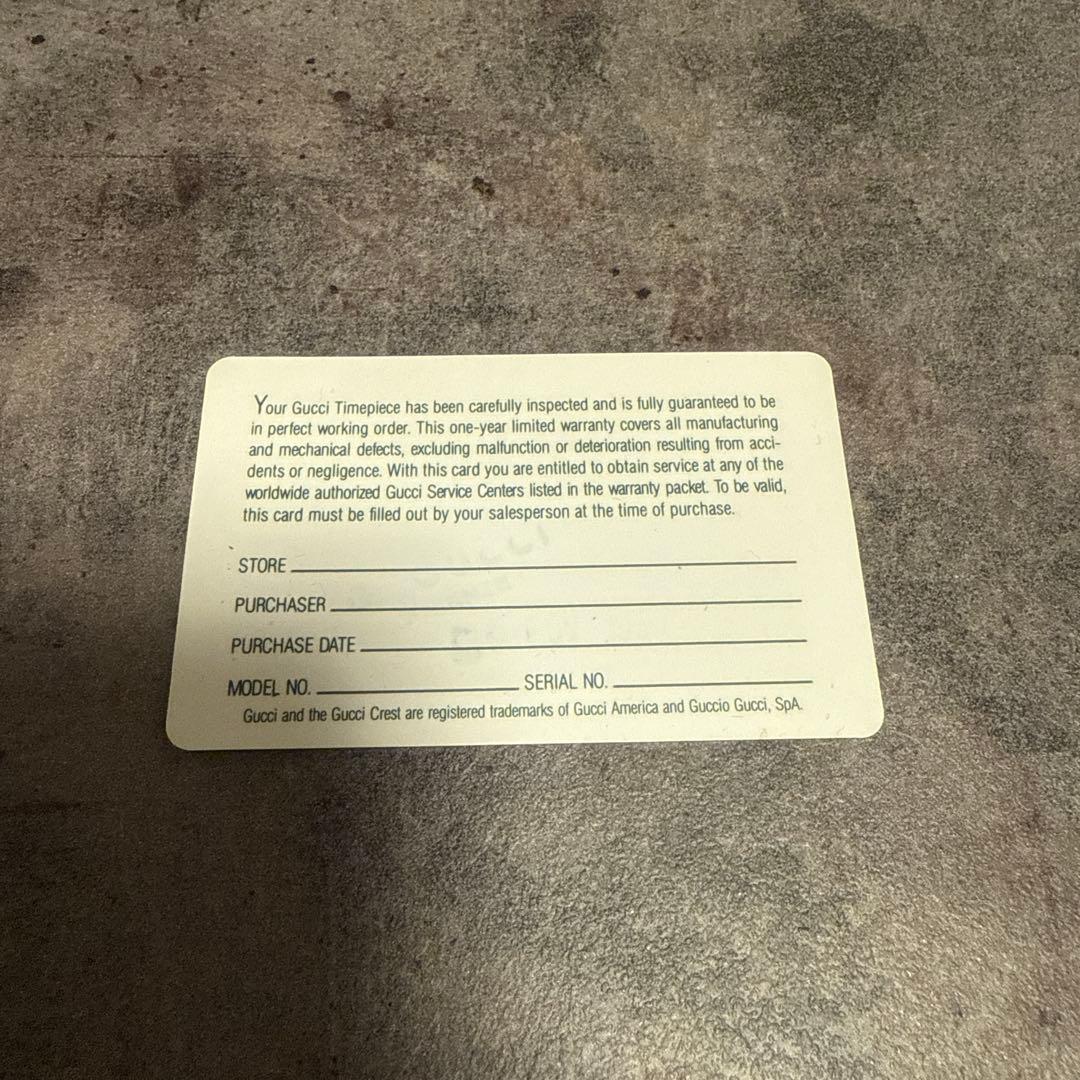 Your Gucci Timepiece has been carefully inspected and is fully guaranteed to be
in perfect working order. This one-year limited warranty covers all manufacturing
and mechanical defects, excluding malfunction or deterioration resulting from acci-
dents or negligence. With this card you are entitled to obtain service at any of the
worldwide authorized Gucci Service Centers listed in the warranty packet. To be valid,
this card must be filled out by your salesperson at the time of purchase.
STORE
PURCHASER
PURCHASE DATE
MODEL NO. SERIAL NO.
Gucci and the Gucci Crest are registered trademarks of Gucci America and Guccio Gucci, SpA.